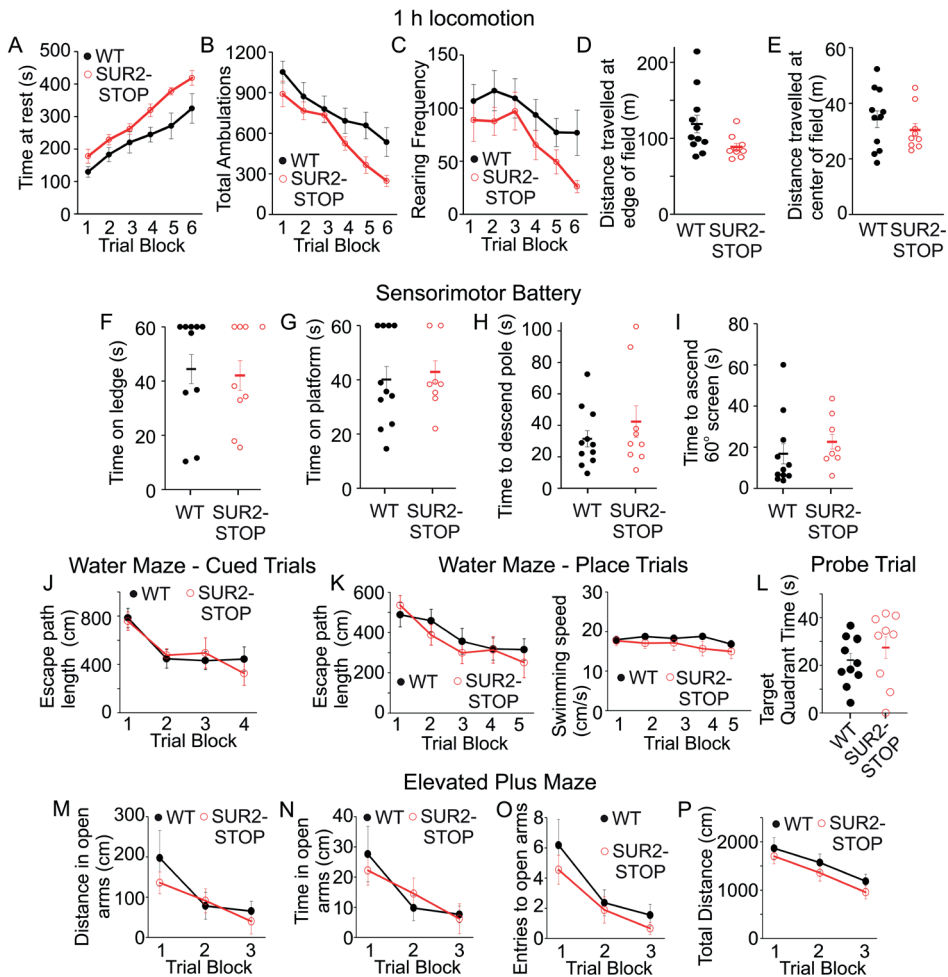 1 h locomotion
A
Time at rest (s)
500
400
300
200
100
0
WT
SUR2-
STOP
1 2 3 4 5 6
Trial Block
B
Total Ambulations
1200
900
600
300
0
WT
SUR2-
STOP
1 2 3 4 5 6
Trial Block
C
Rearing Frequency
150
100
50
0
WT
SUR2-
STOP
1 2 3 4 5 6
Trial Block
D
Distance travelled at
edge of field (m)
200
100
0
WT SUR2-
STOP
E
Distance travelled at
center of field (m)
60
40
20
0
WT SUR2-
STOP
Sensorimotor Battery
F
Time on ledge (s)
60
40
20
0
WT SUR2-
STOP
G
Time on platform (s)
60
40
20
0
WT SUR2-
STOP
H
Time to descend pole (s)
100
80
60
40
20
0
WT SUR2-
STOP
I
Time to ascend
60° screen (s)
80
60
40
20
0
WT SUR2-
STOP
Water Maze - Cued Trials
J
Escape path
length (cm)
800
400
0
WT
SUR2-
STOP
1 2 3 4
Trial Block
Water Maze - Place Trials
K
Escape path
length (cm)
600
400
200
0
WT
SUR2-
STOP
1 2 3 4 5
Trial Block
Swimming speed
(cm/s)
30
20
10
0
WT
SUR2-
STOP
1 2 3 4 5
Trial Block
Probe Trial
L
Target
Quadrant Time (s)
40
30
20
10
0
WT
SUR2-
STOP
Elevated Plus Maze
M
Distance in open
arms (cm)
300
200
100
0
WT
SUR2-
STOP
1 2 3
Trial Block
N
Time in open
arms (cm)
40
30
20
10
0
WT
SUR2-
STOP
1 2 3
Trial Block
O
Entries to open arms
8
6
4
2
0
WT
SUR2-
STOP
1 2 3
Trial Block
P
Total Distance (cm)
2000
1000
0
WT
SUR2-
STOP
1 2 3
Trial Block